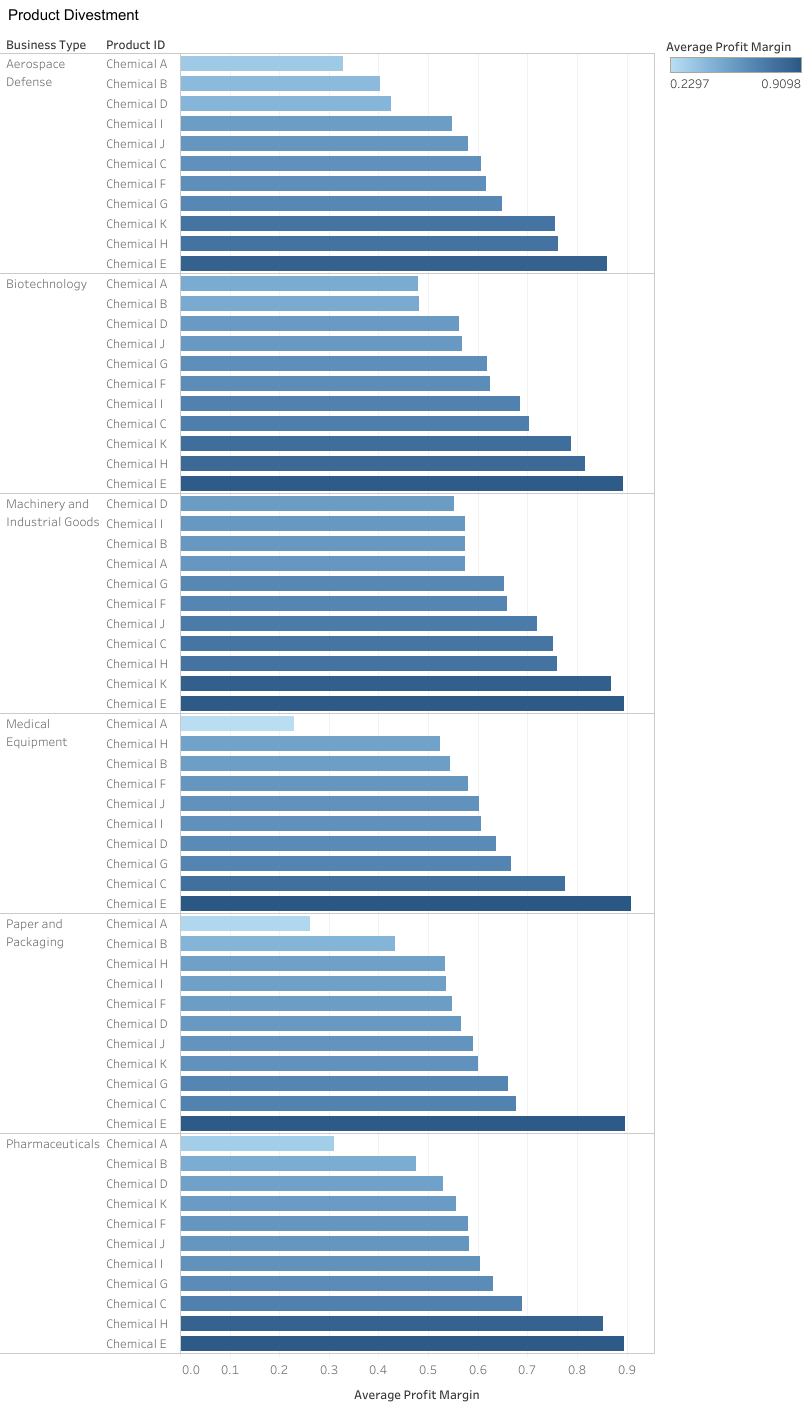 Product Divestment
Business Type Product ID
Average Profit Margin
0.2297 0.9098
Aerospace Defense
Chemical A
Chemical B
Chemical D
Chemical I
Chemical J
Chemical C
Chemical F
Chemical G
Chemical K
Chemical H
Chemical E
Biotechnology
Chemical A
Chemical B
Chemical D
Chemical J
Chemical G
Chemical F
Chemical I
Chemical C
Chemical K
Chemical H
Chemical E
Machinery and
Industrial Goods
Chemical D
Chemical I
Chemical B
Chemical A
Chemical G
Chemical F
Chemical J
Chemical C
Chemical H
Chemical K
Chemical E
Medical
Equipment
Chemical A
Chemical H
Chemical B
Chemical F
Chemical J
Chemical I
Chemical D
Chemical G
Chemical C
Chemical E
Paper and
Packaging
Chemical A
Chemical B
Chemical H
Chemical I
Chemical F
Chemical D
Chemical J
Chemical K
Chemical G
Chemical C
Chemical E
Pharmaceuticals
Chemical A
Chemical B
Chemical D
Chemical K
Chemical F
Chemical J
Chemical I
Chemical G
Chemical C
Chemical H
Chemical E
0.0 0.1 0.2 0.3 0.4 0.5 0.6 0.7 0.8 0.9
Average Profit Margin